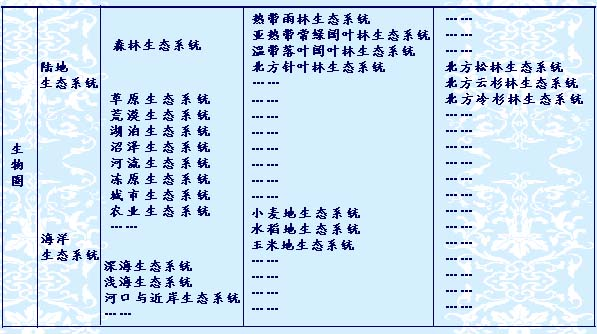 生
物
圈
陆地
生态系统
海洋
生态系统
森林生态系统
草原生态系统
荒漠生态系统
湖泊生态系统
沼泽生态系统
河流生态系统
冻原生态系统
城市生态系统
农业生态系统
……
深海生态系统
浅海生态系统
河口与近岸生态系统
……
热带雨林生态系统
亚热带常绿阔叶林生态系统
温带落叶阔叶林生态系统
北方针叶林生态系统
……
……
……
……
……
……
……
……
小麦地生态系统
水稻地生态系统
玉米地生态系统
……
……
……
……
……
……
……
北方松林生态系统
北方云杉林生态系统
北方冷杉林生态系统
……
……
……
……
……
……
……
……
……
……
……
……
……